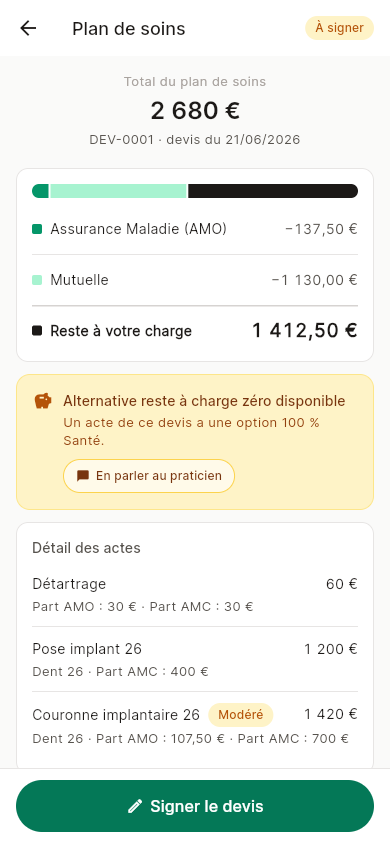 Plan de soins
À signer
Total du plan de soins
2 680 €
DEV-0001 · devis du 21/06/2026
Assurance Maladie (AMO) −137,50 €
Mutuelle −1 130,00 €
Reste à votre charge 1 412,50 €
Alternative reste à charge zéro disponible
Un acte de ce devis a une option 100 %
Santé.
En parler au praticien
Détail des actes
Détartrage 60 €
Part AMO : 30 € · Part AMC : 30 €
Pose implant 26 1 200 €
Dent 26 · Part AMC : 400 €
Couronne implantaire 26 Modéré 1 420 €
Dent 26 · Part AMO : 107,50 € · Part AMC : 700 €
Signer le devis